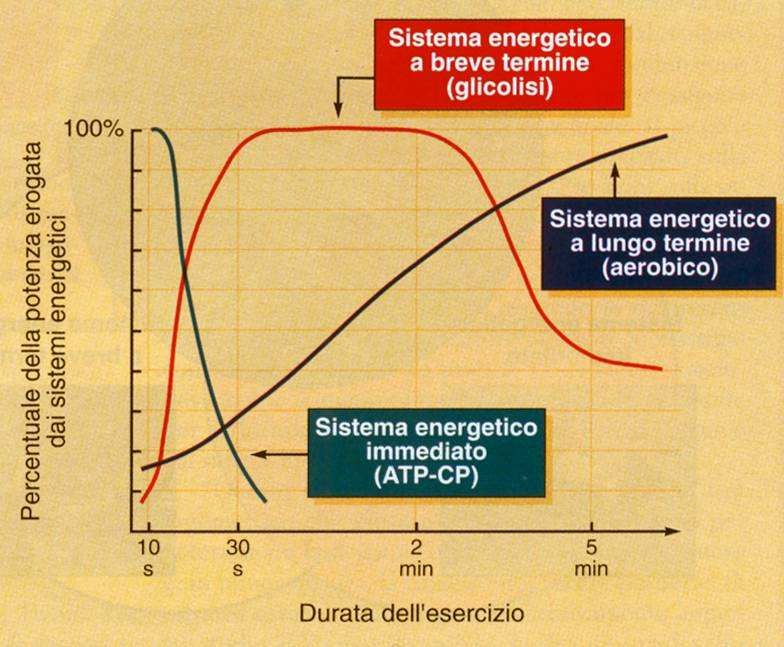 Sistema energetico
a breve termine
(glicolisi)
100%
Percentuale della potenza erogata
dai sistemi energetici
Sistema energetico
a lungo termine
(aerobico)
Sistema energetico
immediato
(ATP-CP)
10
s
30
s
2
min
5
min
Durata dell'esercizio